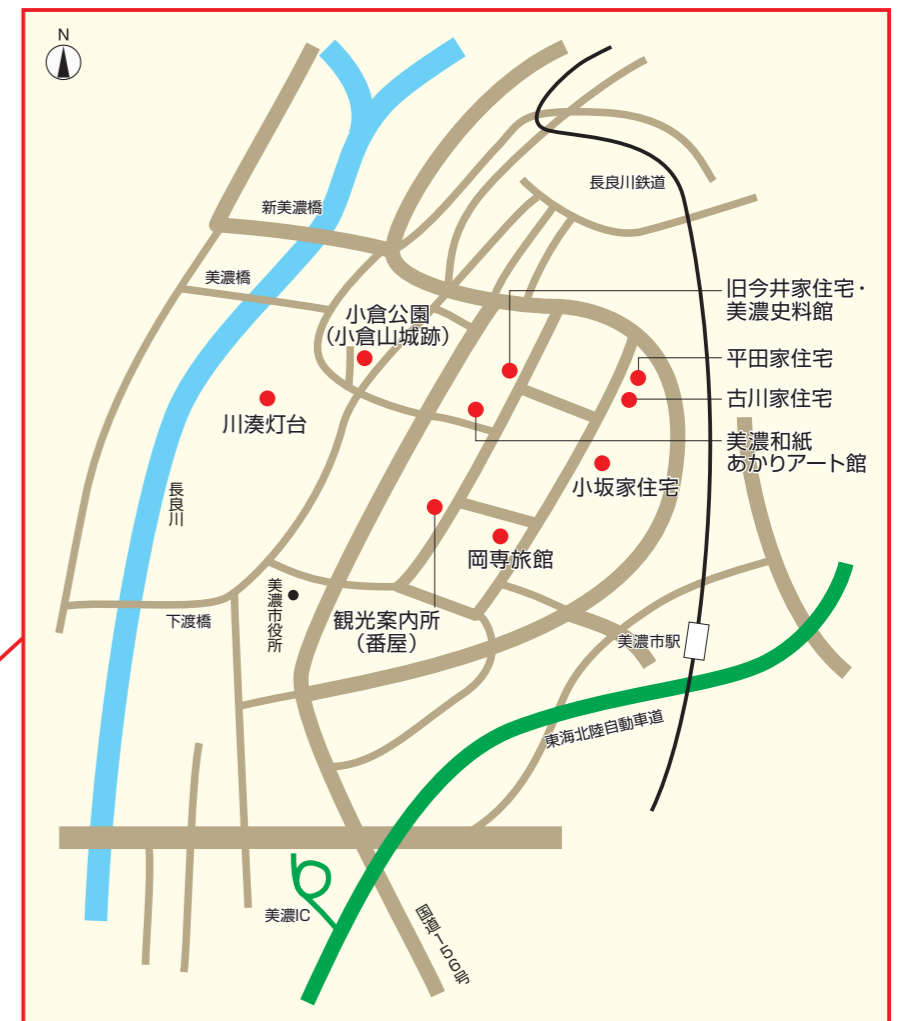 N
長良川鉄道
新美濃橋
美濃橋
旧今井家住宅・
美濃史料館
小倉公園
(小倉山城跡)
平田家住宅
古川家住宅
川湊灯台
美濃和紙
あかりアート館
小坂家住宅
長良川
岡専旅館
美濃市役所
下渡橋
観光案内所
(番屋)
美濃市駅
東海北陸自動車道
美濃IC
国道156号